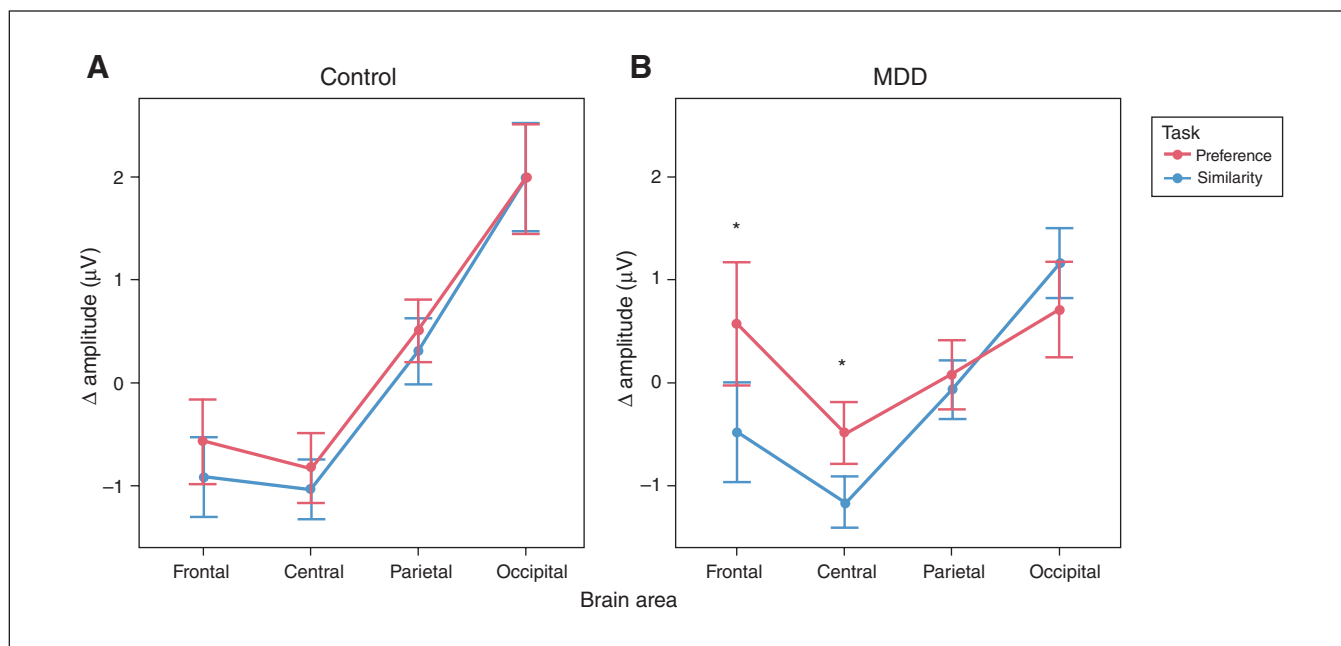 A
Control
Δ amplitude (μV)
2
1
0
–1
Frontal Central Parietal Occipital
B
MDD
Δ amplitude (μV)
2
1
0
–1
*
*
Frontal Central Parietal Occipital
Brain area
Task
Preference
Similarity